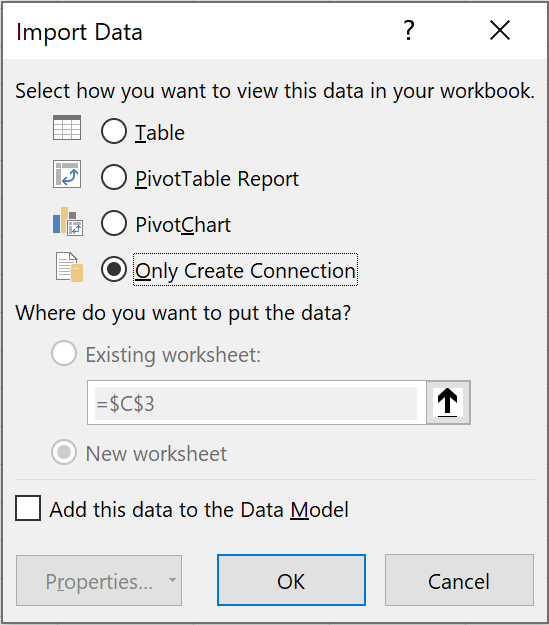 Import Data ?
Select how you want to view this data in your workbook.
Table
PivotTable Report
PivotChart
Only Create Connection
Where do you want to put the data?
Existing worksheet:
=$C$3
New worksheet
Add this data to the Data Model
Properties... OK Cancel